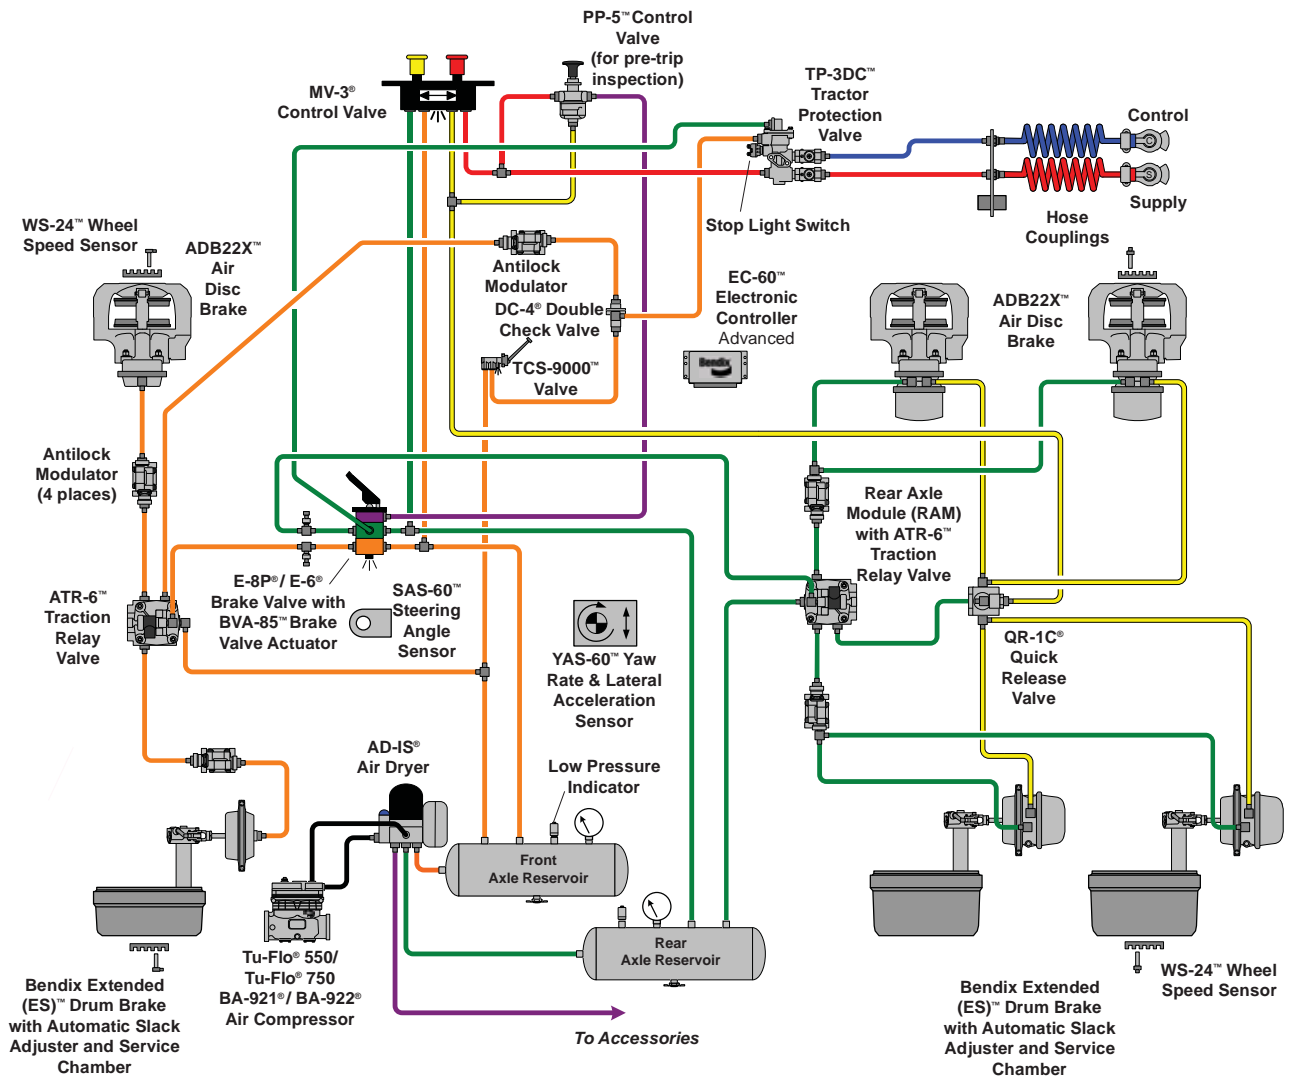 PP-5™ Control
Valve
(for pre-trip
inspection)
MV-3®
Control Valve
TP-3DC™
Tractor
Protection
Valve
Control
Supply
Hose
Couplings
Stop Light Switch
WS-24™ Wheel
Speed Sensor
ADB22X™
Air
Disc
Brake
Antilock
Modulator
DC-4® Double
Check Valve
TCS-9000™
Valve
EC-60™
Electronic
Controller
Advanced
Bendix
ADB22X™
Air Disc
Brake
Antilock
Modulator
(4 places)
Rear Axle
Module (RAM)
with ATR-6™
Traction
Relay Valve
E-8P®/ E-6®
Brake Valve with
BVA-85™ Brake
Valve Actuator
SAS-60™
Steering
Angle
Sensor
ATR-6™
Traction
Relay
Valve
YAS-60™ Yaw
Rate & Lateral
Acceleration
Sensor
QR-1C®
Quick
Release
Valve
AD-IS®
Air Dryer
Low Pressure
Indicator
Front
Axle Reservoir
Rear
Axle Reservoir
Tu-Flo® 550/
Tu-Flo® 750
BA-921®/ BA-922®
Air Compressor
To Accessories
Bendix Extended
(ES)™ Drum Brake
with Automatic Slack
Adjuster and Service
Chamber
Bendix Extended
(ES)™ Drum Brake
with Automatic Slack
Adjuster and Service
Chamber
WS-24™ Wheel
Speed Sensor